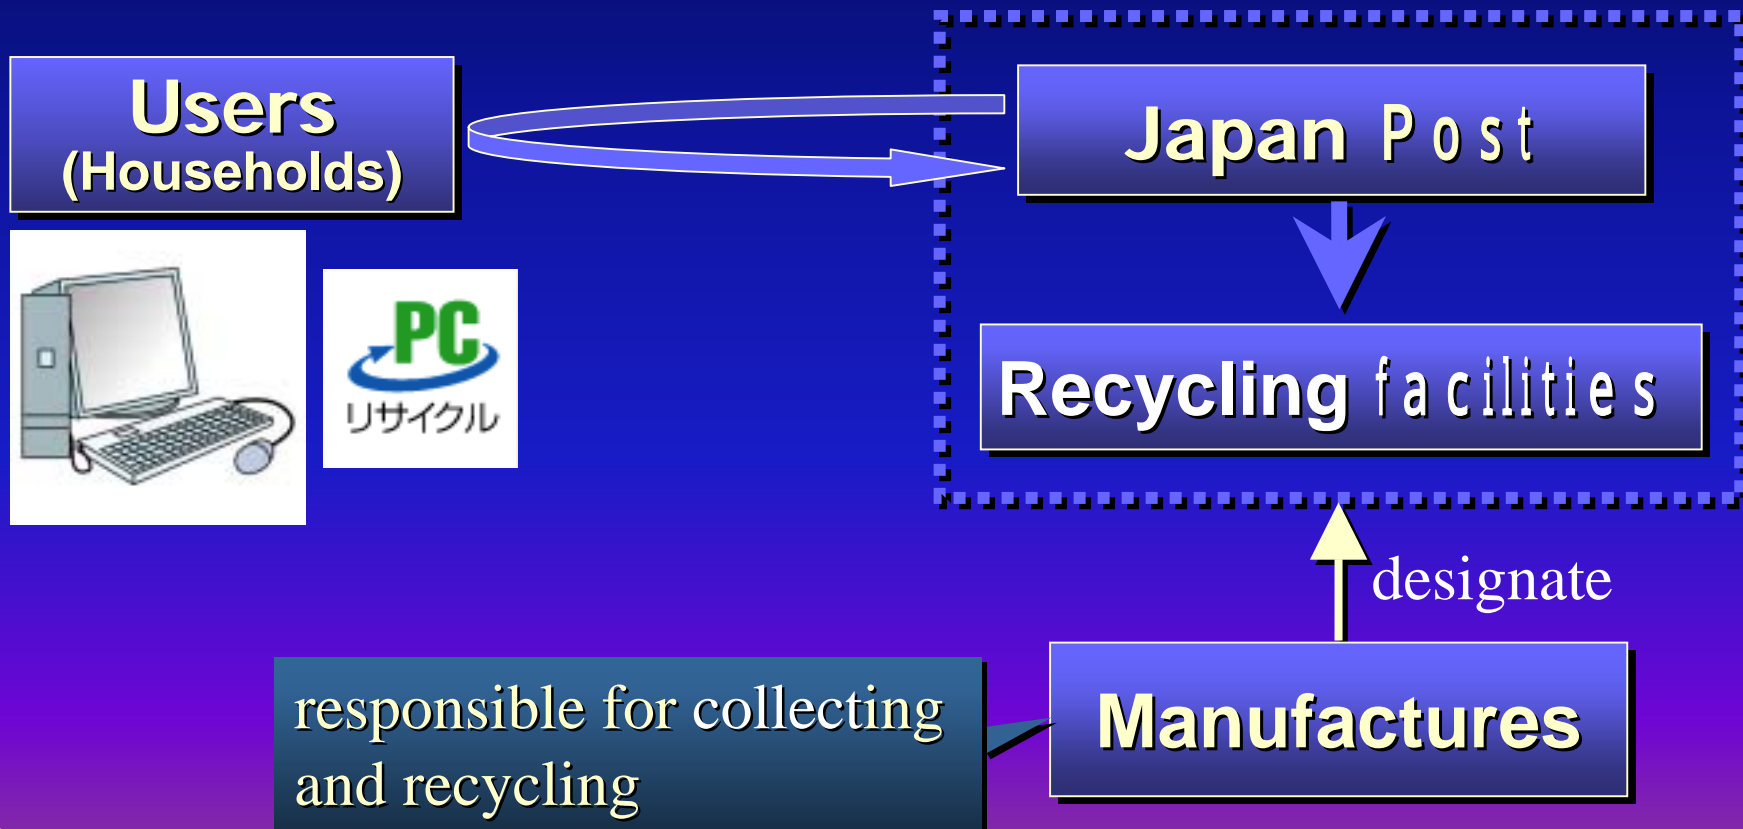 Users
(Households)
Japan Post
PC
リサイクル
Recycling facilities
designate
Manufactures
responsible for collecting
and recycling